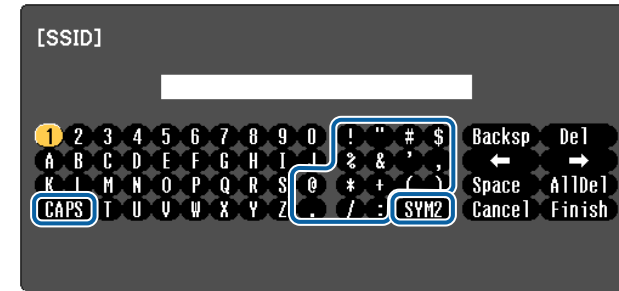 [SSID]
1 2 3 4 5 6 7 8 9 0 ! " # $ Backsp Del
A B C D E F G H I J % & ' , ← →
K L M N O P Q R S @ * + ( ) Space AllDel
CAPS T U V W X Y Z . / : SYM2 Cancel Finish